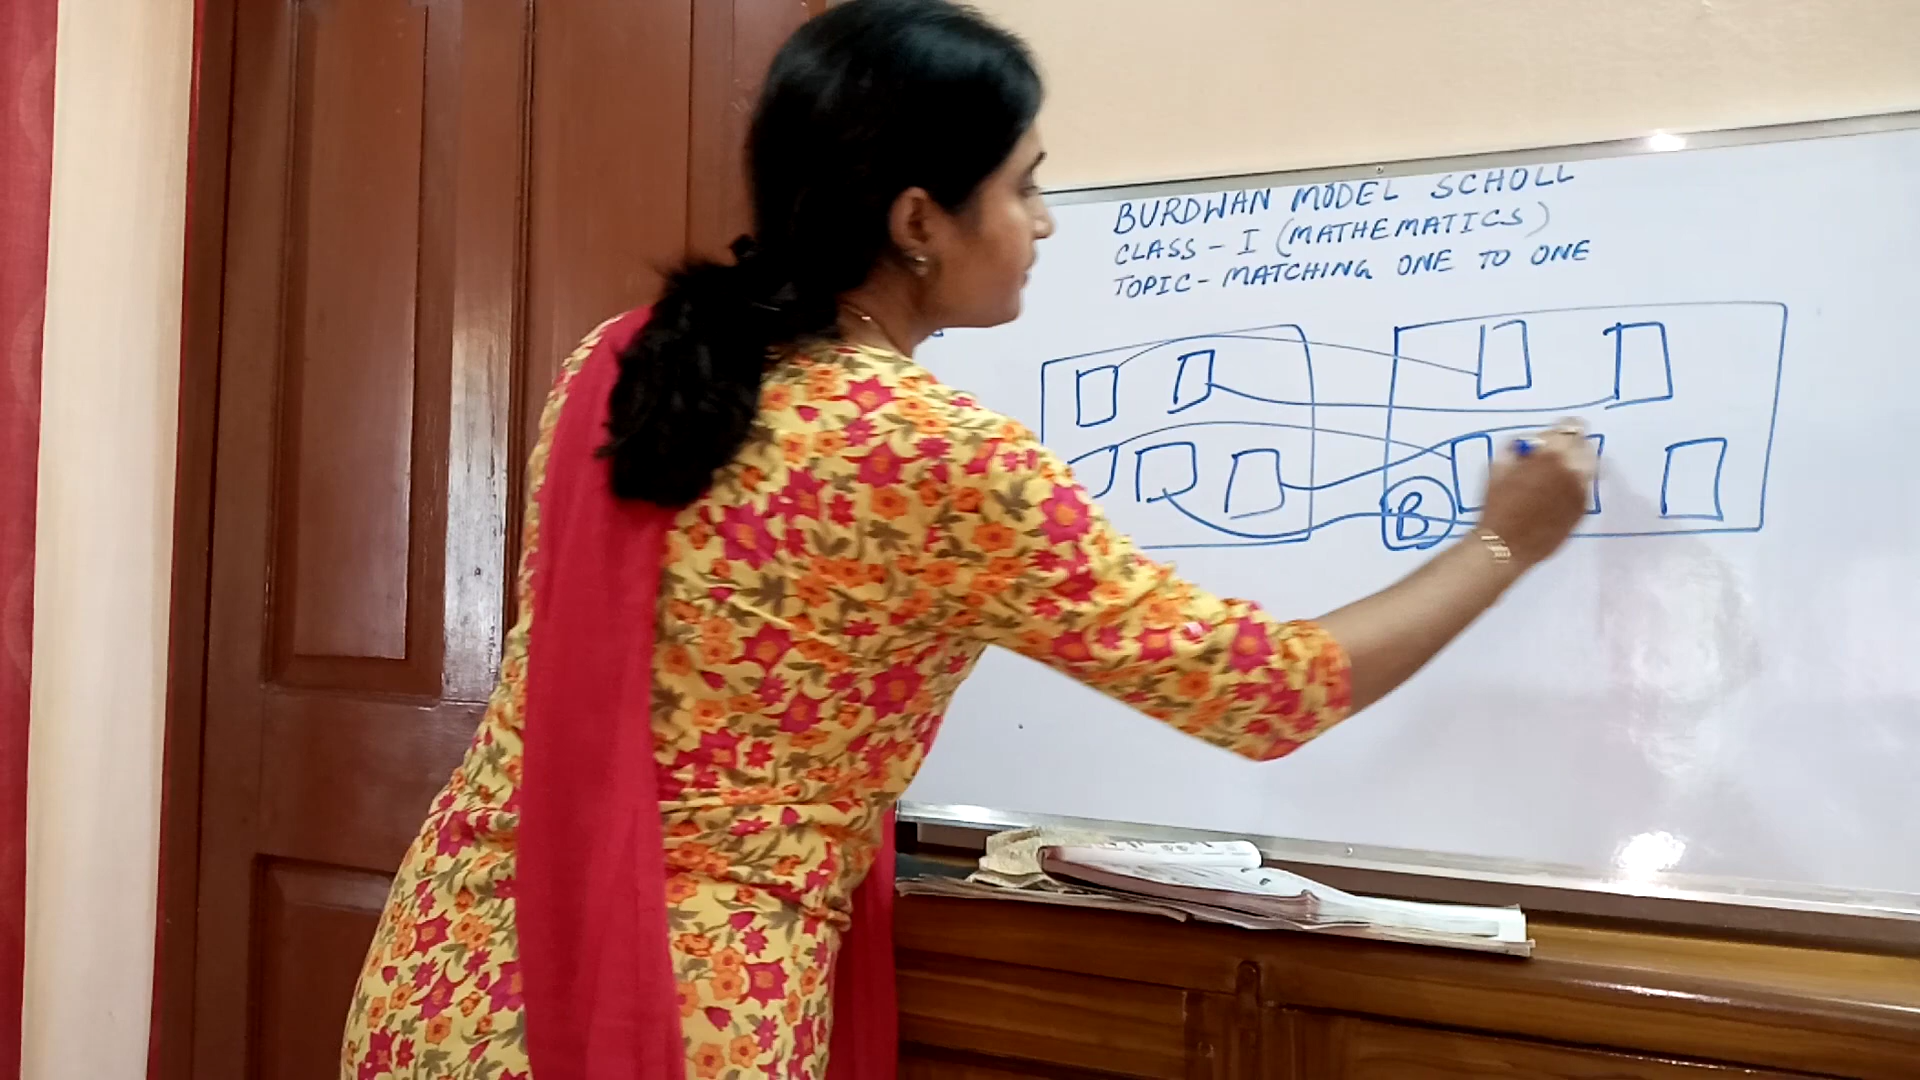 BURDWAN MODEL SCHOLL
CLASS - I (MATHEMATICS)
TOPIC - MATCHING ONE TO ONE
B